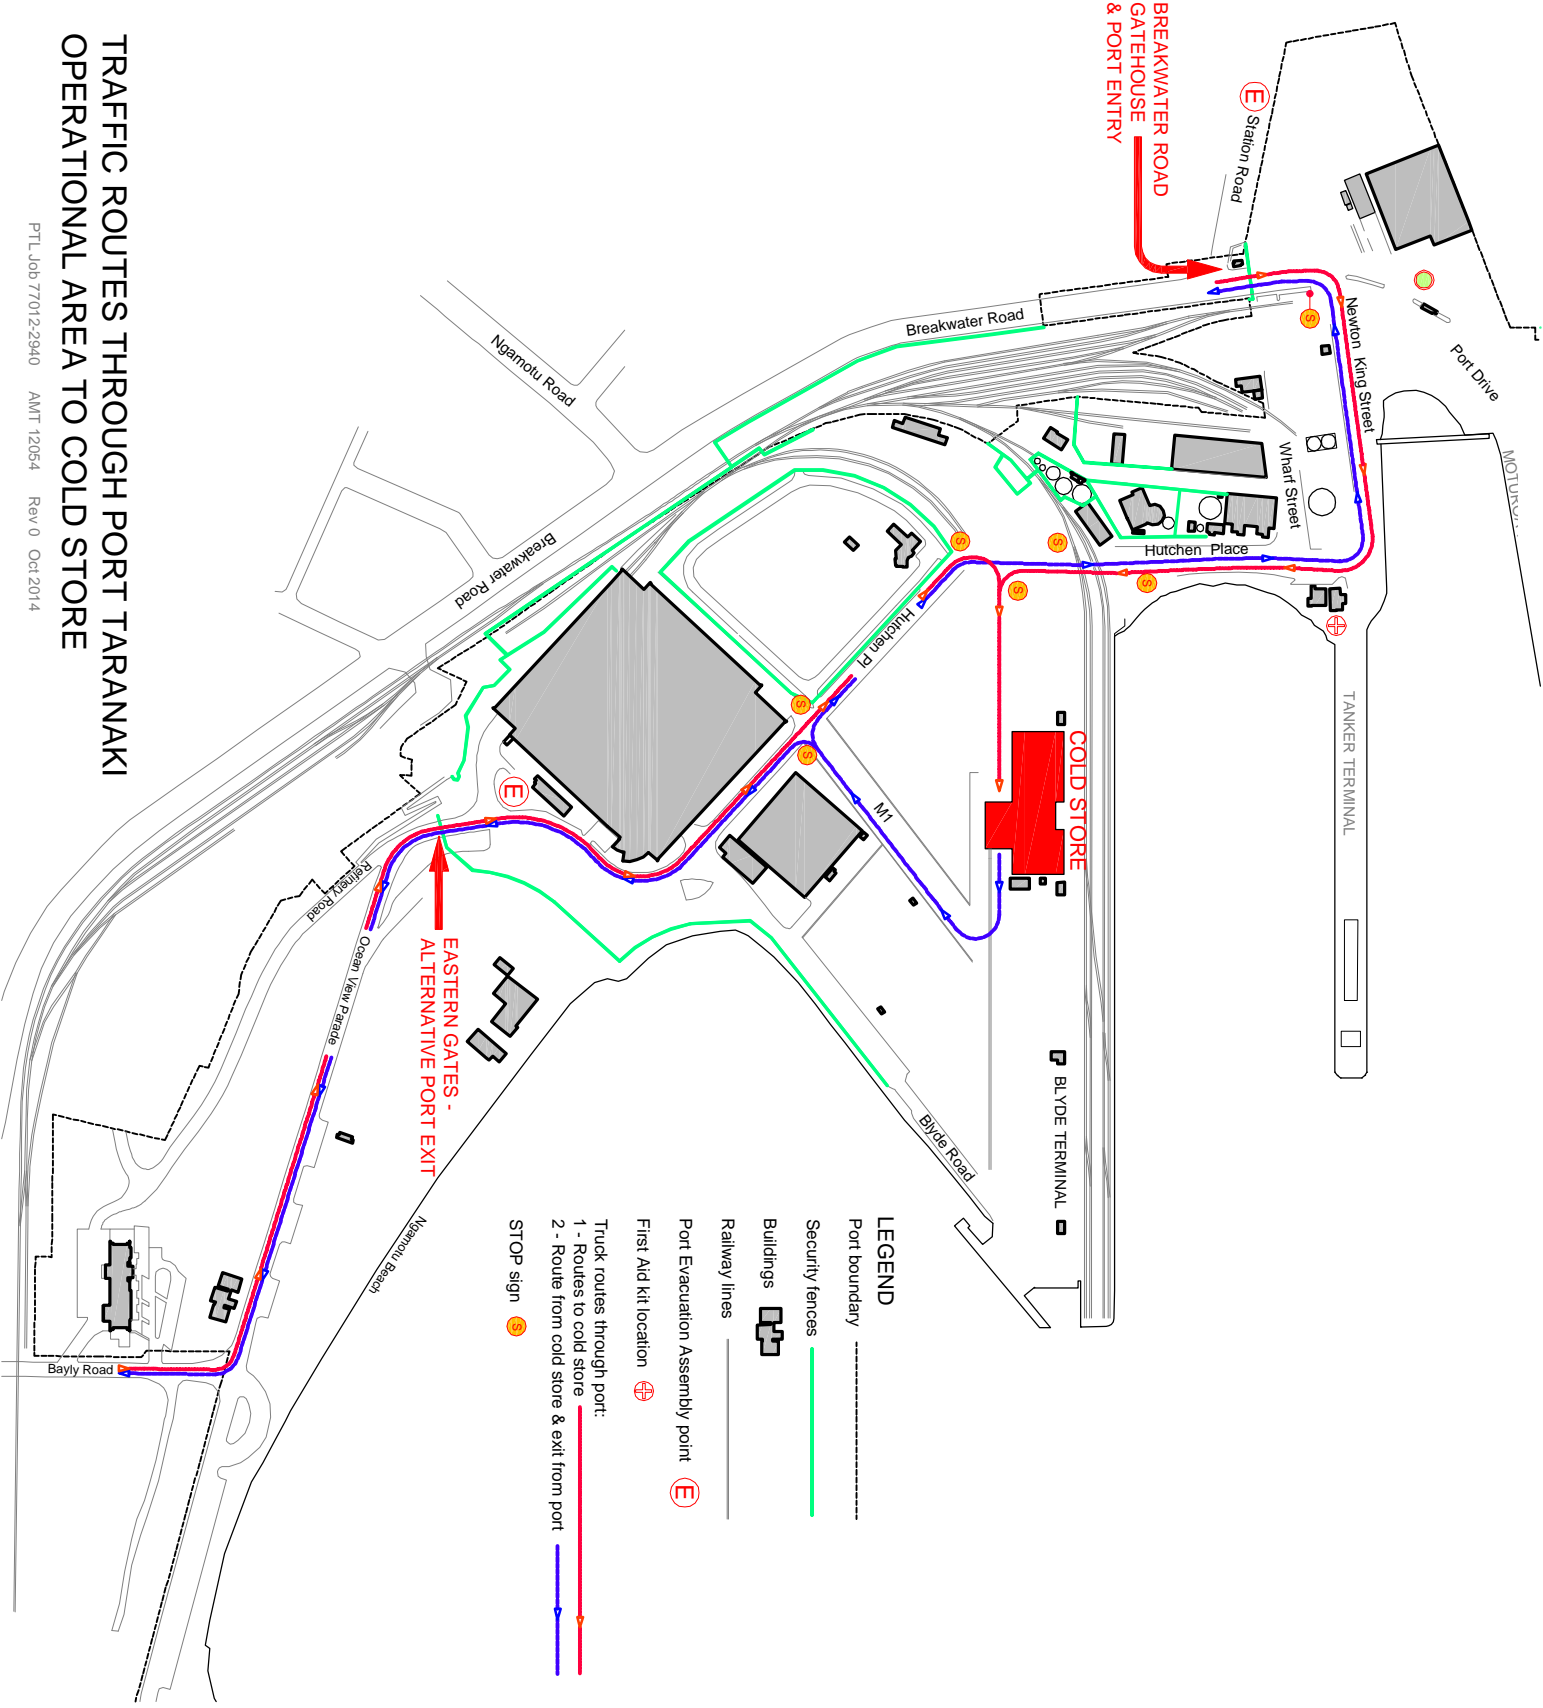 TRAFFIC ROUTES THROUGH PORT TARANAKI
OPERATIONAL AREA TO COLD STORE
PTL Job 77012-2940 AMT 12054 Rev 0 Oct 2014
BREAKWATER ROAD
GATEHOUSE
& PORT ENTRY
E
Station Road
Port Drive
Newton King Street
Breakwater Road
Ngamotu Road
Wharf Street
Hutchen Place
S
S
S
S
S
TANKER TERMINAL
Breakwater Road
Hutchen Pl
S
S
M1
COLD STORE
E
Refinery Road
Ocean View Parade
EASTERN GATES -
ALTERNATIVE PORT EXIT
BLYDE TERMINAL
Blyde Road
Ngamotu Beach
Bayly Road
LEGEND
Port boundary
Security fences
Buildings
Railway lines
Port Evacuation Assembly point E
First Aid kit location
Truck routes through port:
1 - Routes to cold store
2 - Route from cold store & exit from port
STOP sign S